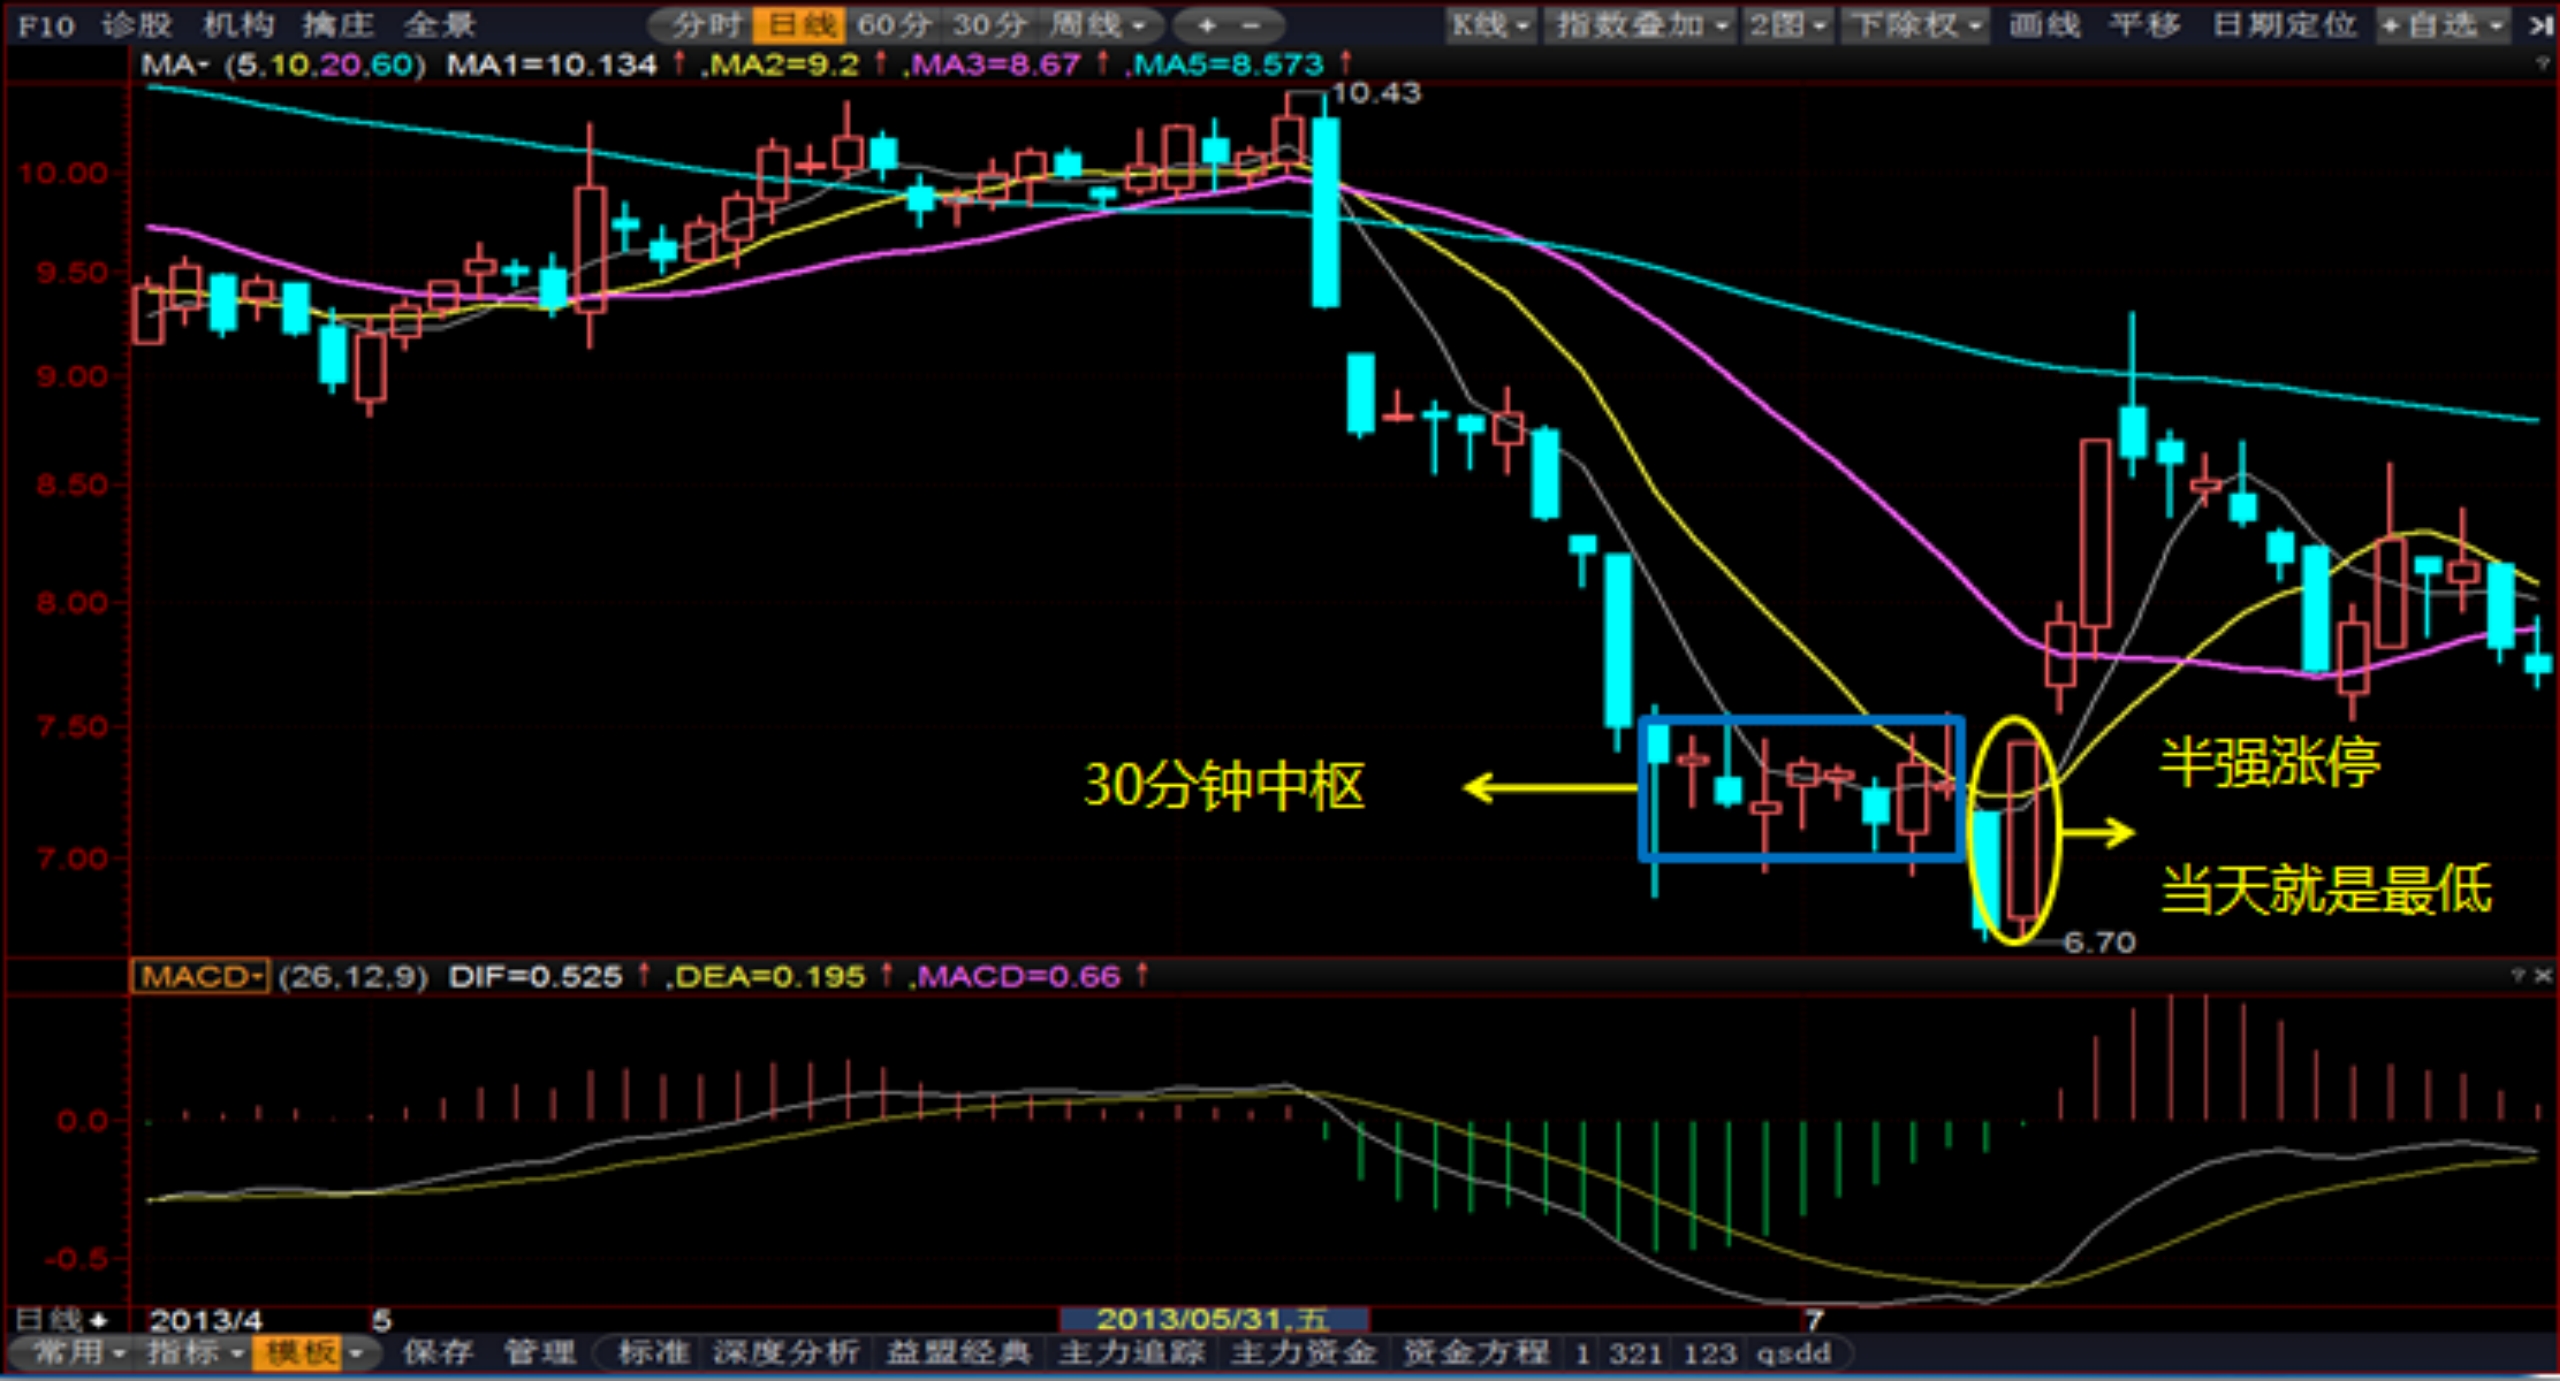 F10 诊股 机构 擒庄 全景 分时 日线 60分 30分 周线 + - K线 指数叠加 2图 下除权 画线 平移 日期定位 +自选
MA (5,10,20,60) MA1=10.134 ↑ ,MA2=9.2 ↑ ,MA3=8.67 ↑ ,MA5=8.573 ↑ ?
10.43
10.00
9.50
9.00
8.50
8.00
7.50
7.00
30分钟中枢
半强涨停
当天就是最低
6.70
MACD (26,12,9) DIF=0.525 ↑ ,DEA=0.195 ↑ ,MACD=0.66 ↑ ? ×
0.0
-0.5
日线 2013/4 5 2013/05/31,五 7
常用 指标 模板 保存 管理 标准 深度分析 益盟经典 主力追踪 主力资金 资金方程 1 321 123 qsdd